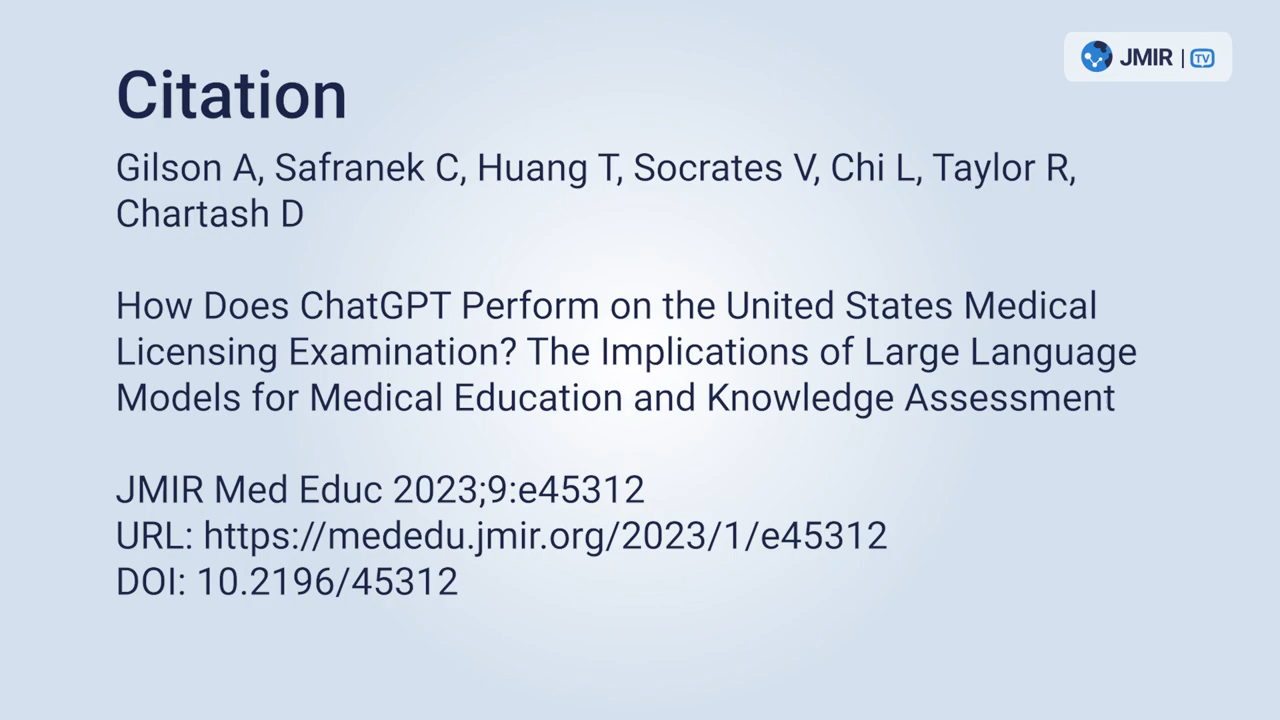 JMIR | TV
Citation
Gilson A, Safranek C, Huang T, Socrates V, Chi L, Taylor R,
Chartash D
How Does ChatGPT Perform on the United States Medical
Licensing Examination? The Implications of Large Language
Models for Medical Education and Knowledge Assessment
JMIR Med Educ 2023;9:e45312
URL: https://mededu.jmir.org/2023/1/e45312
DOI: 10.2196/45312